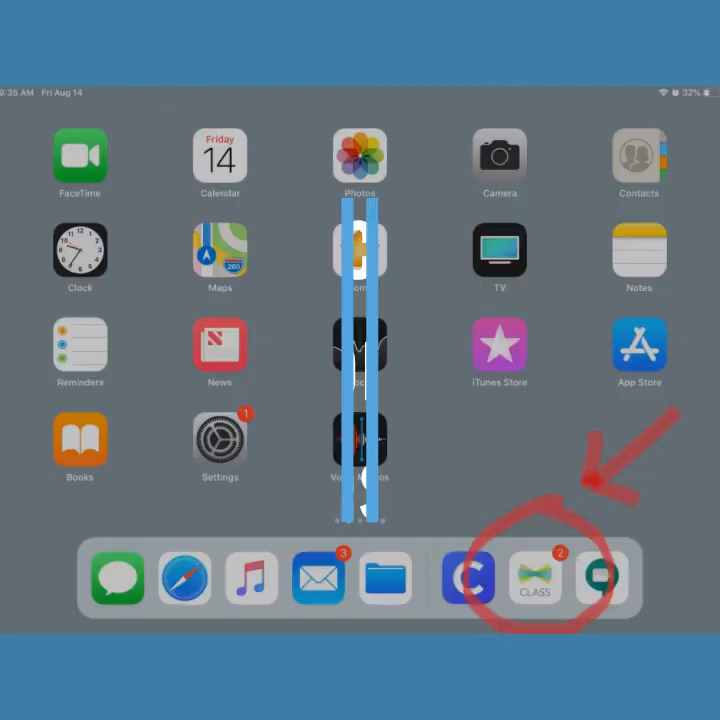 9:35 AM Fri Aug 14
32%
Friday
14
FaceTime Calendar Photos Camera Contacts
12
280
Clock Maps TV Notes
Reminders News iTunes Store App Store
1
Books Settings
3
2
C
CLASS